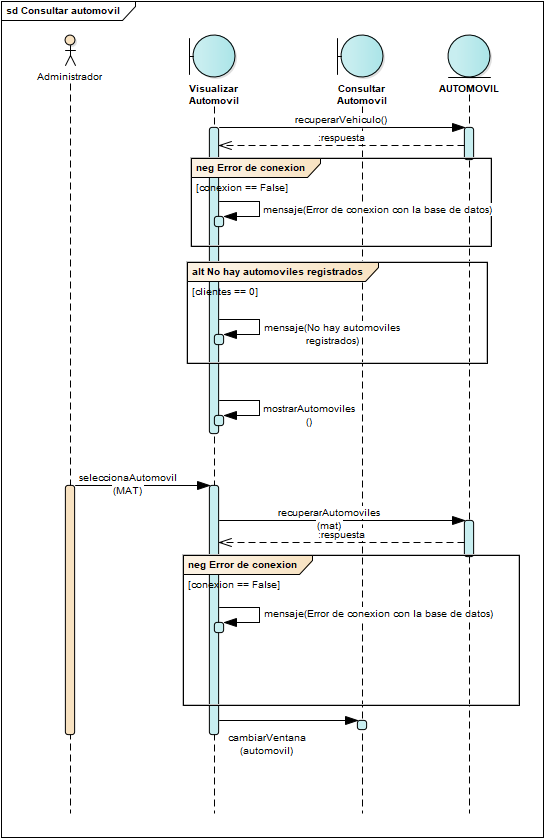 sd Consultar automovil
Administrador
Visualizar
Automovil
Consultar
Automovil
AUTOMOVIL
recuperarVehiculo()
:respuesta
neg Error de conexion
[conexion == False]
mensaje(Error de conexion con la base de datos)
alt No hay automoviles registrados
[clientes == 0]
mensaje(No hay automoviles
registrados)
mostrarAutomoviles
()
seleccionaAutomovil
(MAT)
recuperarAutomoviles
(mat)
:respuesta
neg Error de conexion
[conexion == False]
mensaje(Error de conexion con la base de datos)
cambiarVentana
(automovil)